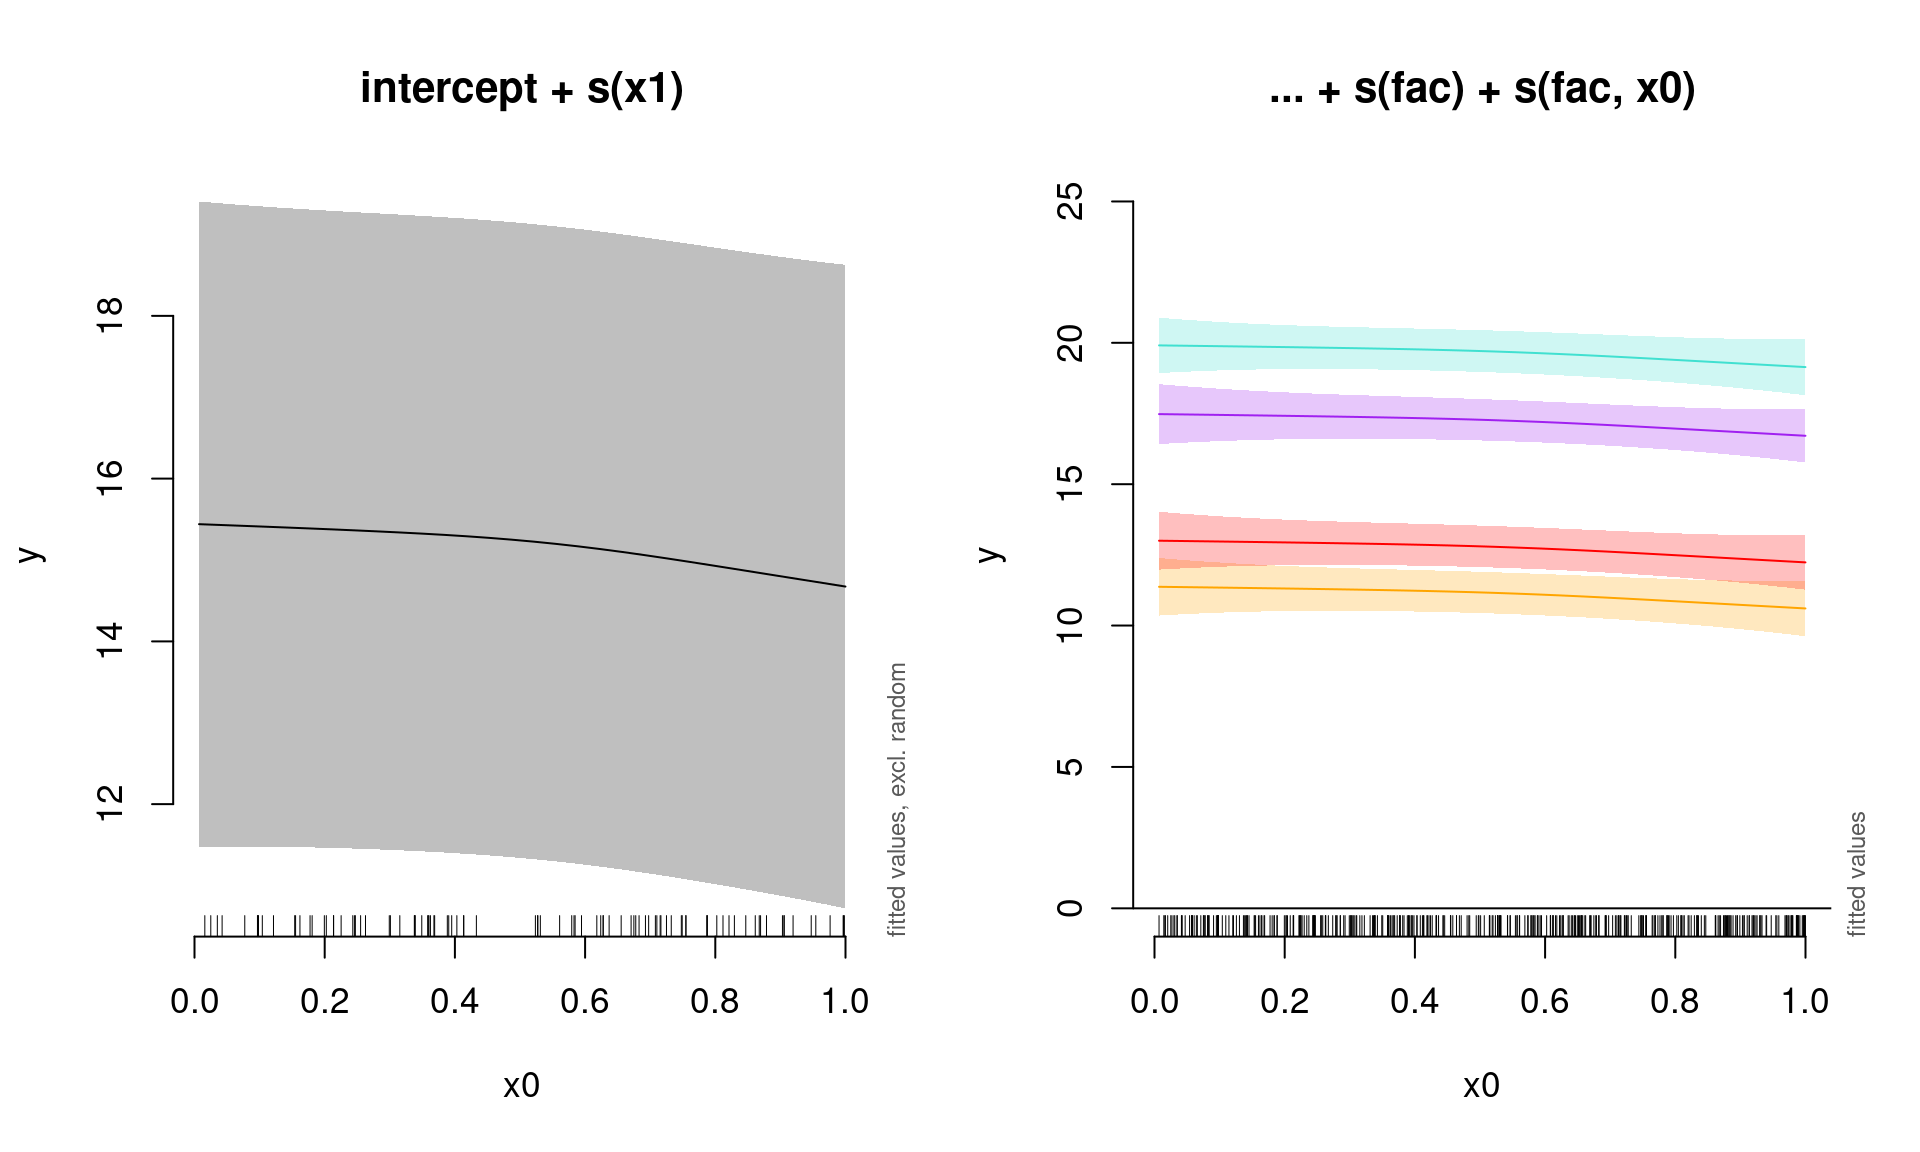 intercept + s(x1)
y
18
16
14
12
0.0 0.2 0.4 0.6 0.8 1.0
x0
fitted values, excl. random
... + s(fac) + s(fac, x0)
y
25
20
15
10
5
0
0.0 0.2 0.4 0.6 0.8 1.0
x0
fitted values